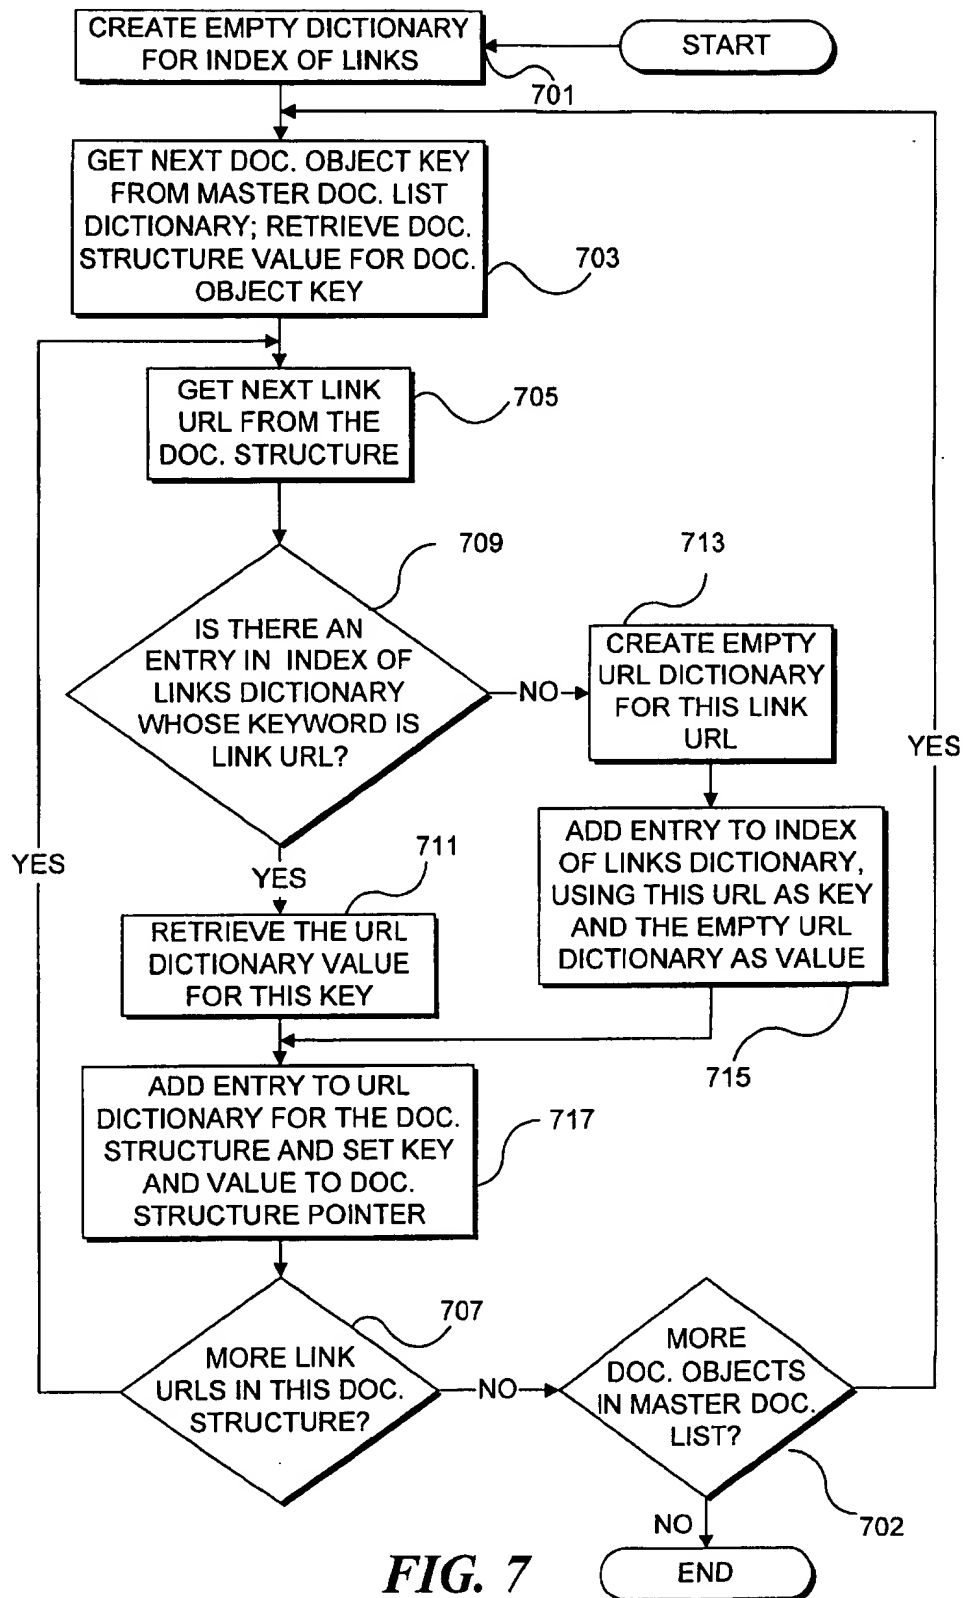 CREATE EMPTY DICTIONARY
FOR INDEX OF LINKS
START
701
GET NEXT DOC. OBJECT KEY
FROM MASTER DOC. LIST
DICTIONARY; RETRIEVE DOC.
STRUCTURE VALUE FOR DOC.
OBJECT KEY
703
GET NEXT LINK
URL FROM THE
DOC. STRUCTURE
705
IS THERE AN
ENTRY IN INDEX OF
LINKS DICTIONARY
WHOSE KEYWORD IS
LINK URL?
709
NO
713
CREATE EMPTY
URL DICTIONARY
FOR THIS LINK
URL
YES
ADD ENTRY TO INDEX
OF LINKS DICTIONARY,
USING THIS URL AS KEY
AND THE EMPTY URL
DICTIONARY AS VALUE
715
YES
YES
711
RETRIEVE THE URL
DICTIONARY VALUE
FOR THIS KEY
ADD ENTRY TO URL
DICTIONARY FOR THE DOC.
STRUCTURE AND SET KEY
AND VALUE TO DOC.
STRUCTURE POINTER
717
MORE LINK
URLS IN THIS DOC.
STRUCTURE?
707
NO
MORE
DOC. OBJECTS
IN MASTER DOC.
LIST?
702
NO
END
FIG. 7